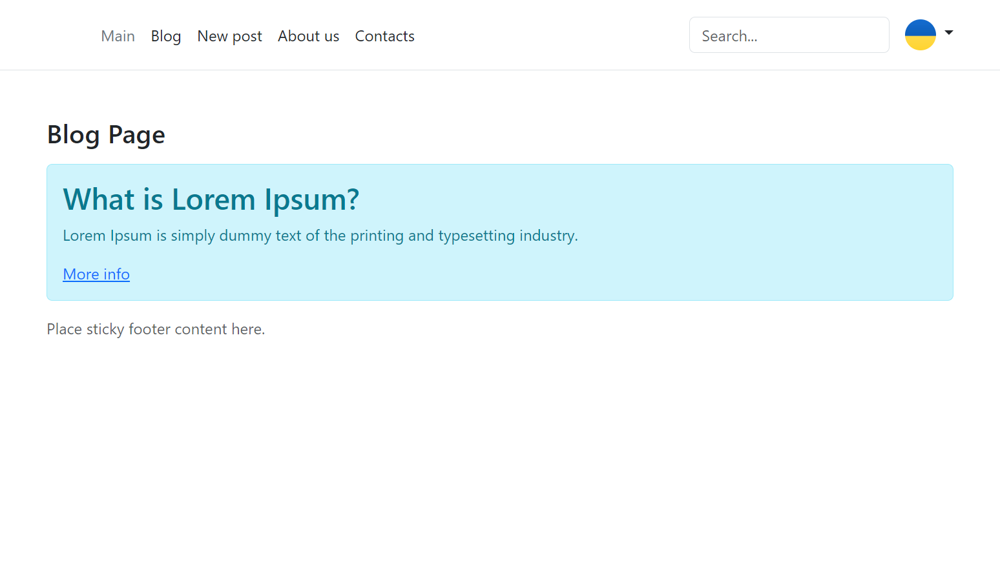 Main Blog New post About us Contacts Search...
Blog Page
What is Lorem Ipsum?
Lorem Ipsum is simply dummy text of the printing and typesetting industry.
More info
Place sticky footer content here.